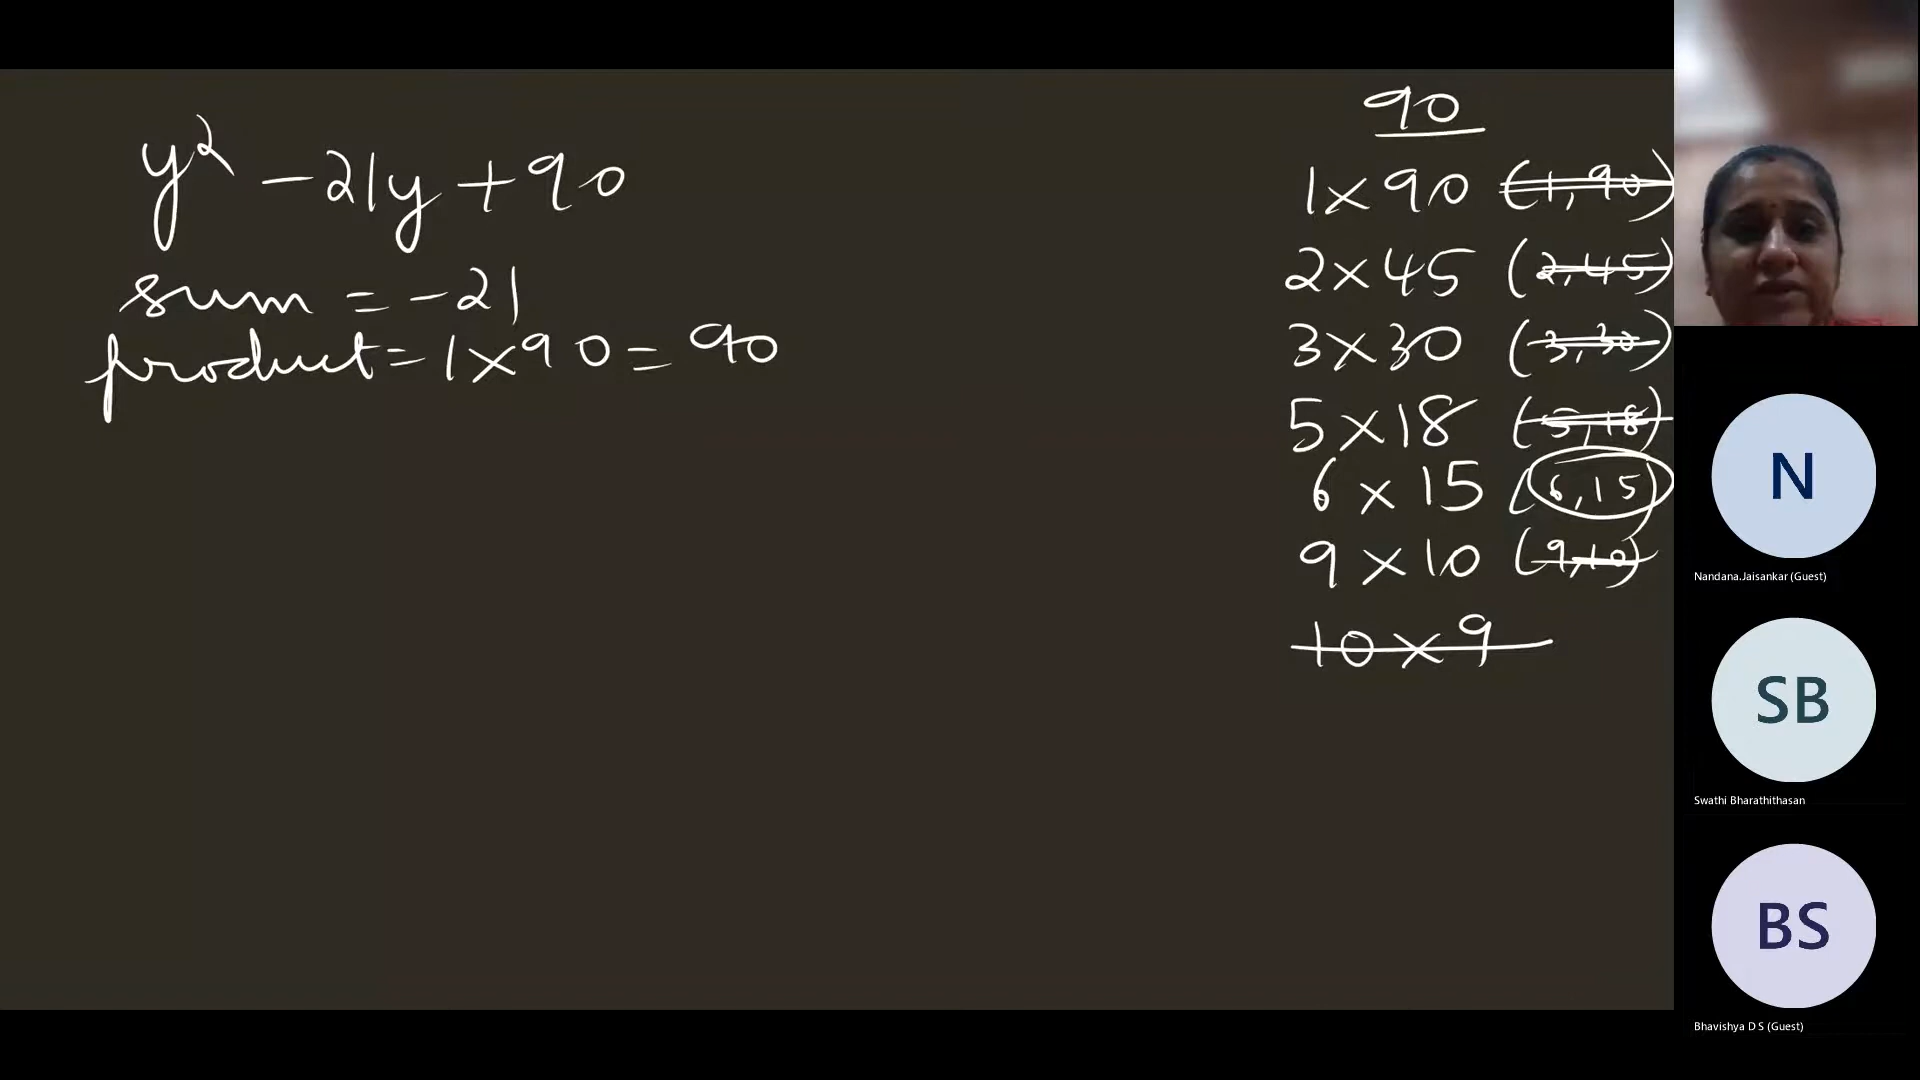 y² - 21y + 90
sum = -21
product = 1 × 90 = 90
90
1 × 90 (1, 90)
2 × 45 (2, 45)
3 × 30 (3, 30)
5 × 18 (5, 18)
6 × 15 (6, 15)
9 × 10 (9, 10)
10 × 9
N
Nandana.Jaisankar (Guest)
SB
Swathi Bharathithasan
BS
Bhavishya D S (Guest)